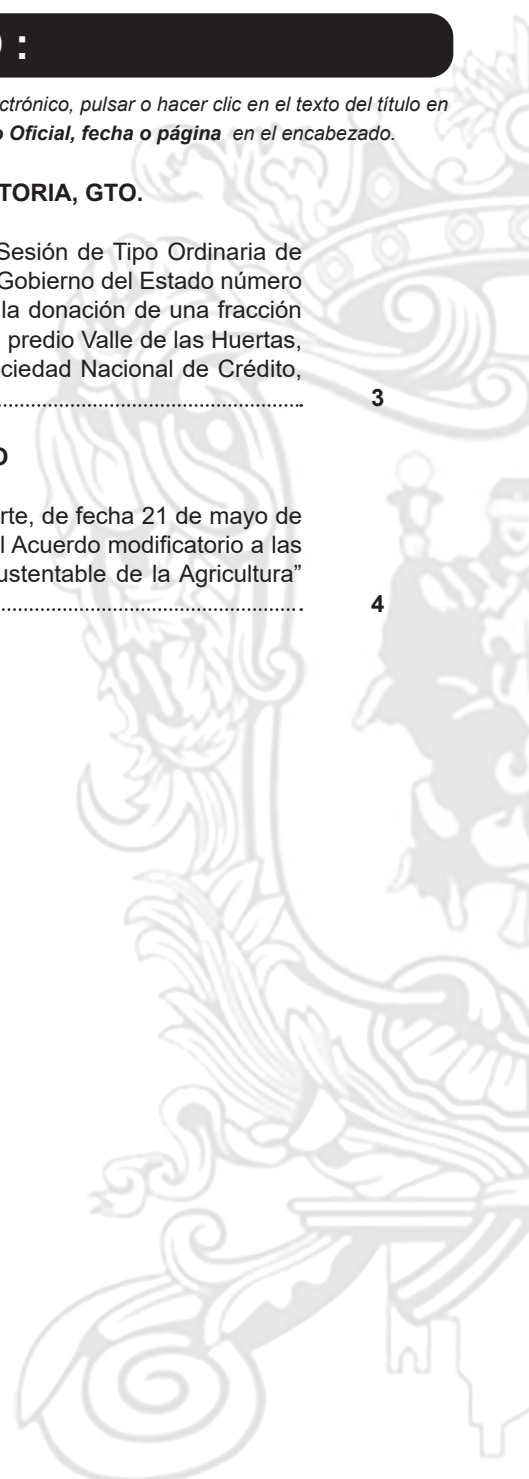 :
ctrónico, pulsar o hacer clic en el texto del título en
o Oficial, fecha o página en el encabezado.
TORIA, GTO.
Sesión de Tipo Ordinaria de
Gobierno del Estado número
la donación de una fracción
predio Valle de las Huertas,
ciedad Nacional de Crédito,
3
O
rte, de fecha 21 de mayo de
l Acuerdo modificatorio a las
ustentable de la Agricultura”
4